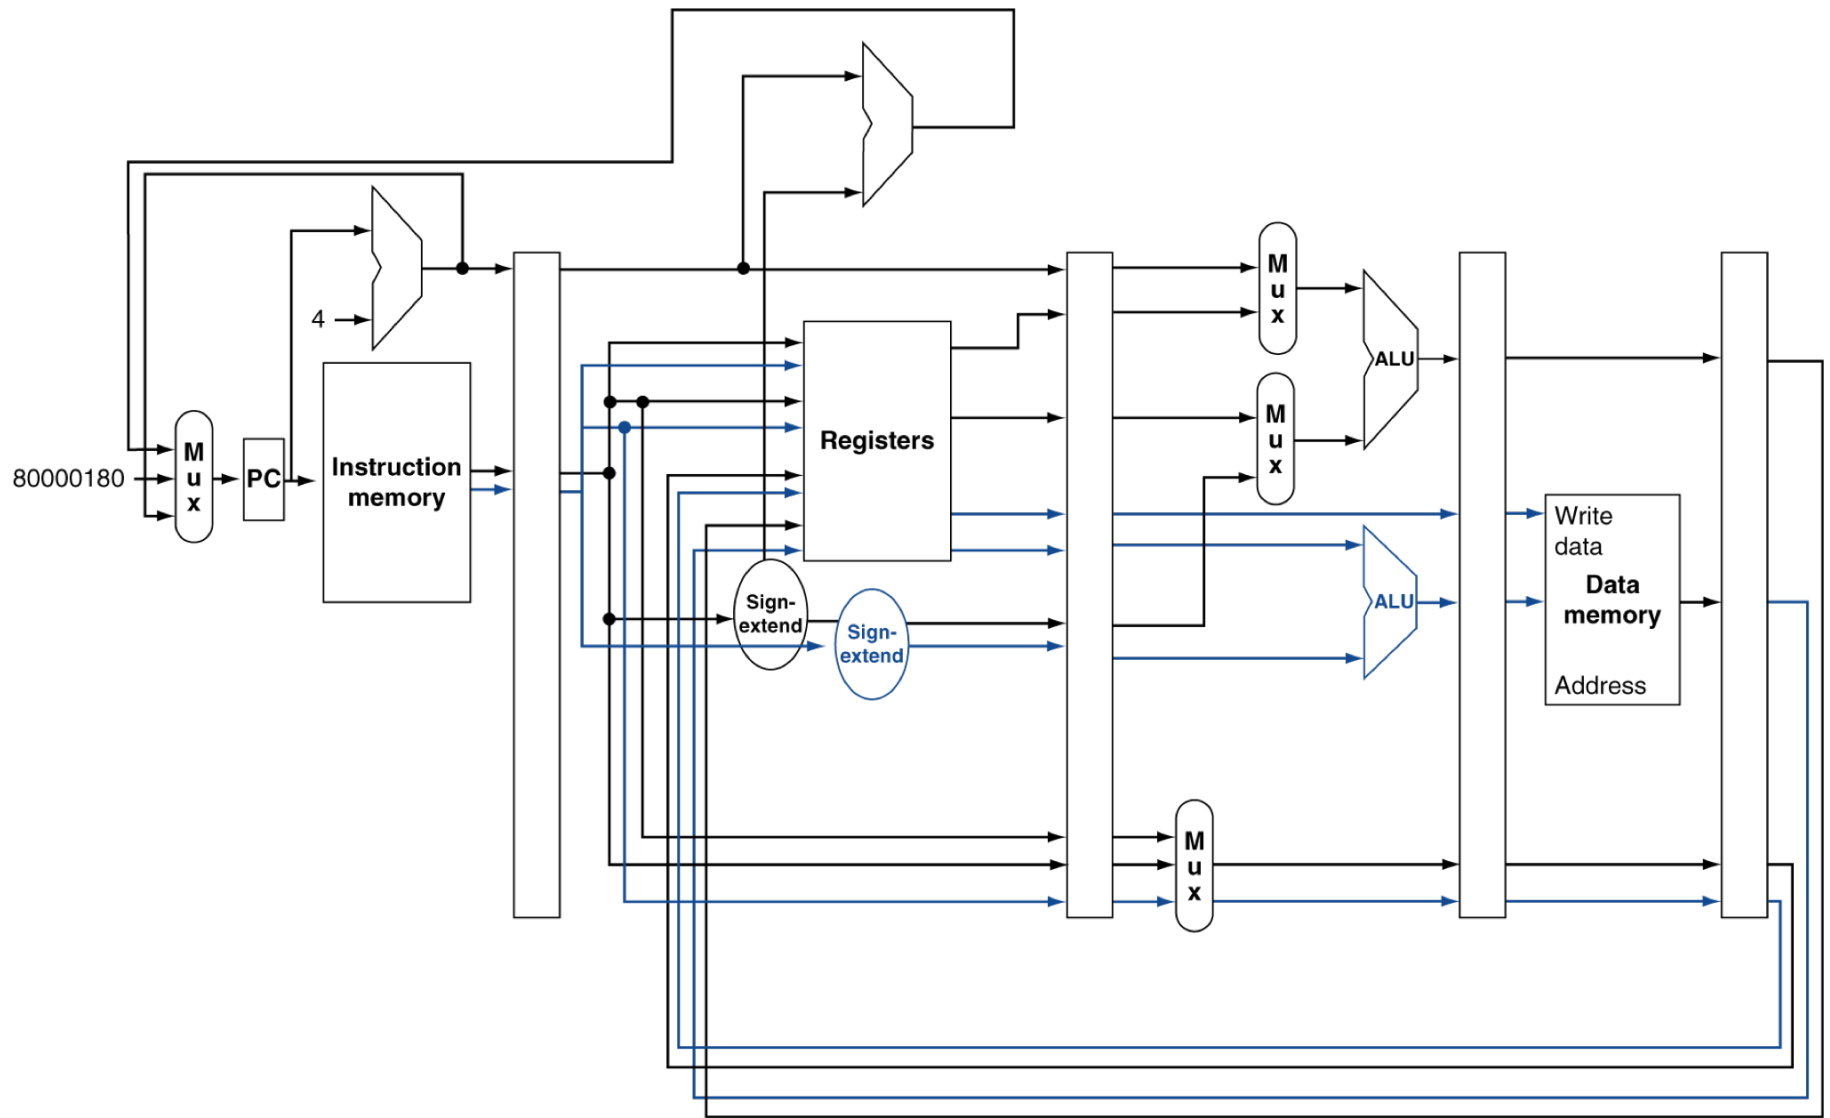 M
u
x
4
80000180
M
u
x
PC
Instruction
memory
Registers
M
u
x
ALU
M
u
x
Sign-
extend
Sign-
extend
ALU
Write
data
Data
memory
Address
M
u
x